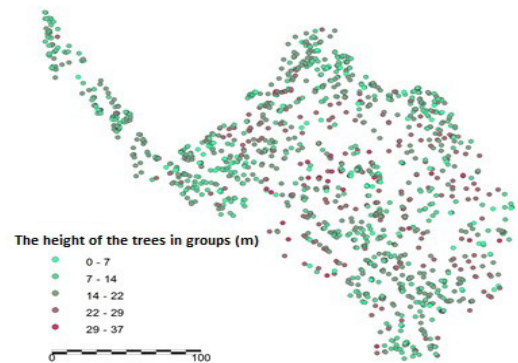 The height of the trees in groups (m)
0 - 7
7 - 14
14 - 22
22 - 29
29 - 37
0 100